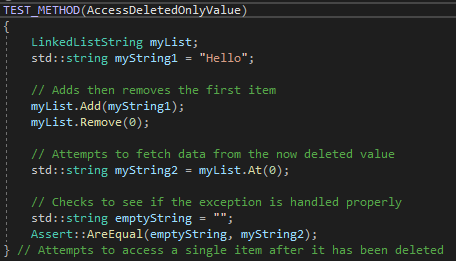 TEST_METHOD(AccessDeletedOnlyValue)
{
LinkedListString myList;
std::string myString1 = "Hello";
// Adds then removes the first item
myList.Add(myString1);
myList.Remove(0);
// Attempts to fetch data from the now deleted value
std::string myString2 = myList.At(0);
// Checks to see if the exception is handled properly
std::string emptyString = "";
Assert::AreEqual(emptyString, myString2);
} // Attempts to access a single item after it has been deleted